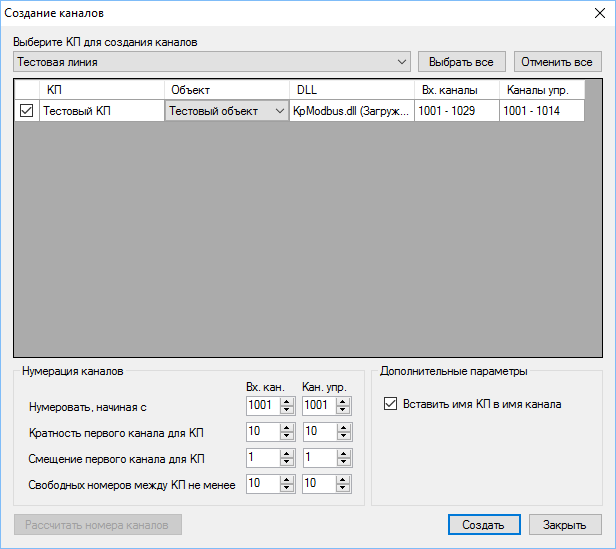 Создание каналов
Выберите КП для создания каналов
Тестовая линия
Выбрать все
Отменить все
КП Объект DLL Вх. каналы Каналы упр.
Тестовый КП Тестовый объект KpModbus.dll (Загруж... 1001 - 1029 1001 - 1014
Нумерация каналов
Вх. кан. Кан. упр.
Нумеровать, начиная с 1001 1001
Кратность первого канала для КП 10 10
Смещение первого канала для КП 1 1
Свободных номеров между КП не менее 10 10
Дополнительные параметры
Вставить имя КП в имя канала
Рассчитать номера каналов
Создать
Закрыть